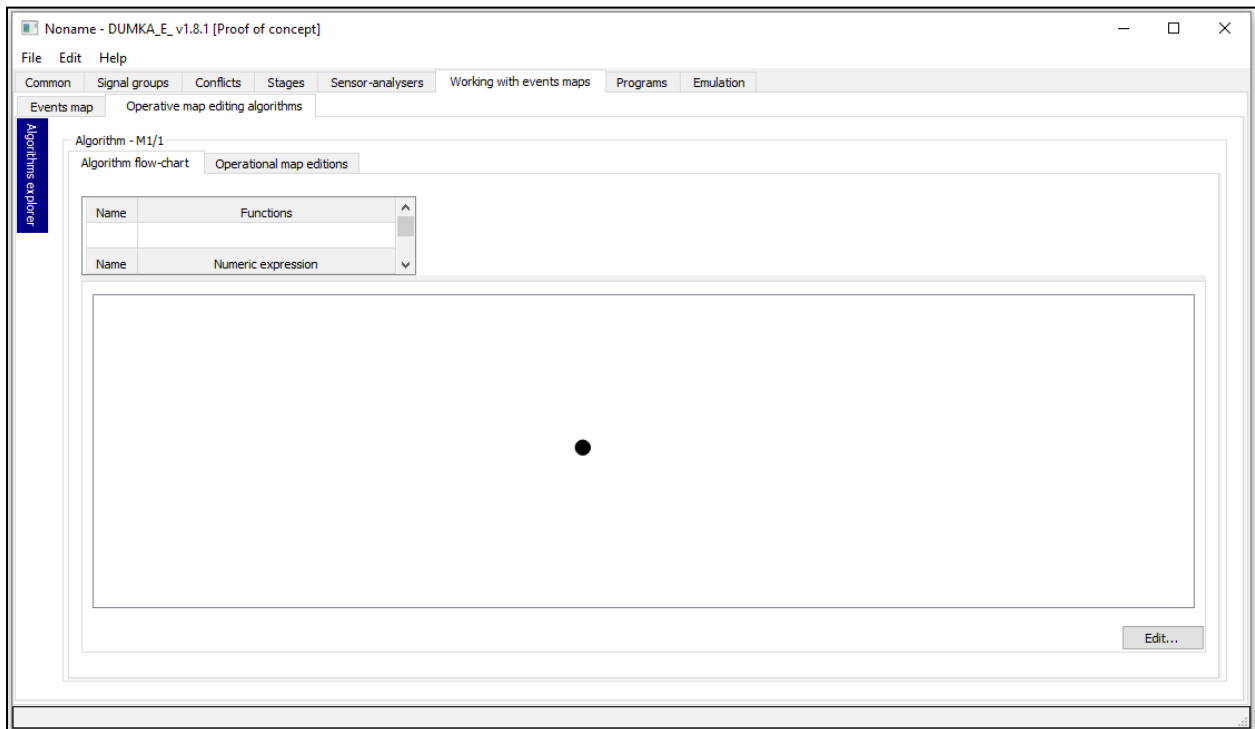 Noname - DUMKA_E_ v1.8.1 [Proof of concept]
File Edit Help
Common Signal groups Conflicts Stages Sensor-analysers Working with events maps Programs Emulation
Events map Operative map editing algorithms
Algorithms explorer
Algorithm - M1/1
Algorithm flow-chart Operational map editions
Name Functions
Name Numeric expression
Edit...